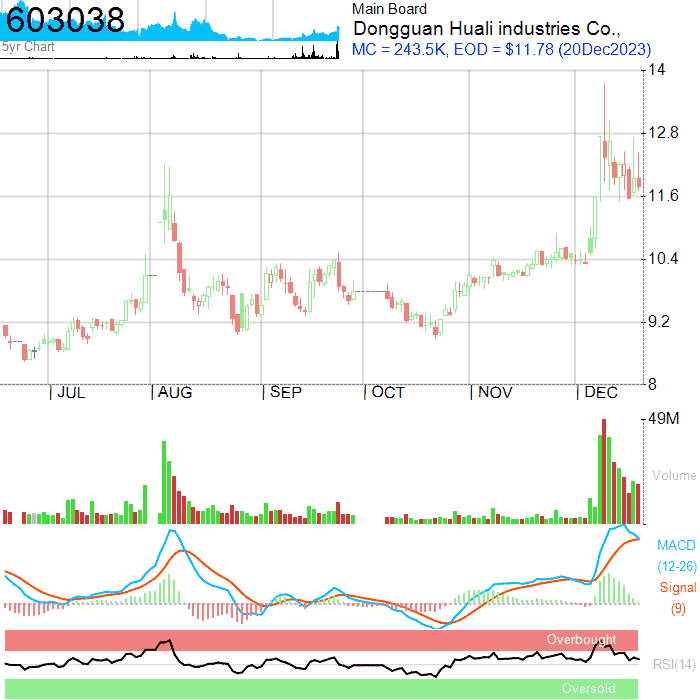 603038
5yr Chart
Main Board
Dongguan Huali industries Co.,
MC = 243.5K, EOD = $11.78 (20Dec2023)
14
12.8
11.6
10.4
9.2
8
JUL AUG SEP OCT NOV DEC
49M
Volume
MACD
(12-26)
Signal
(9)
Overbought
RSI(14)
Oversold